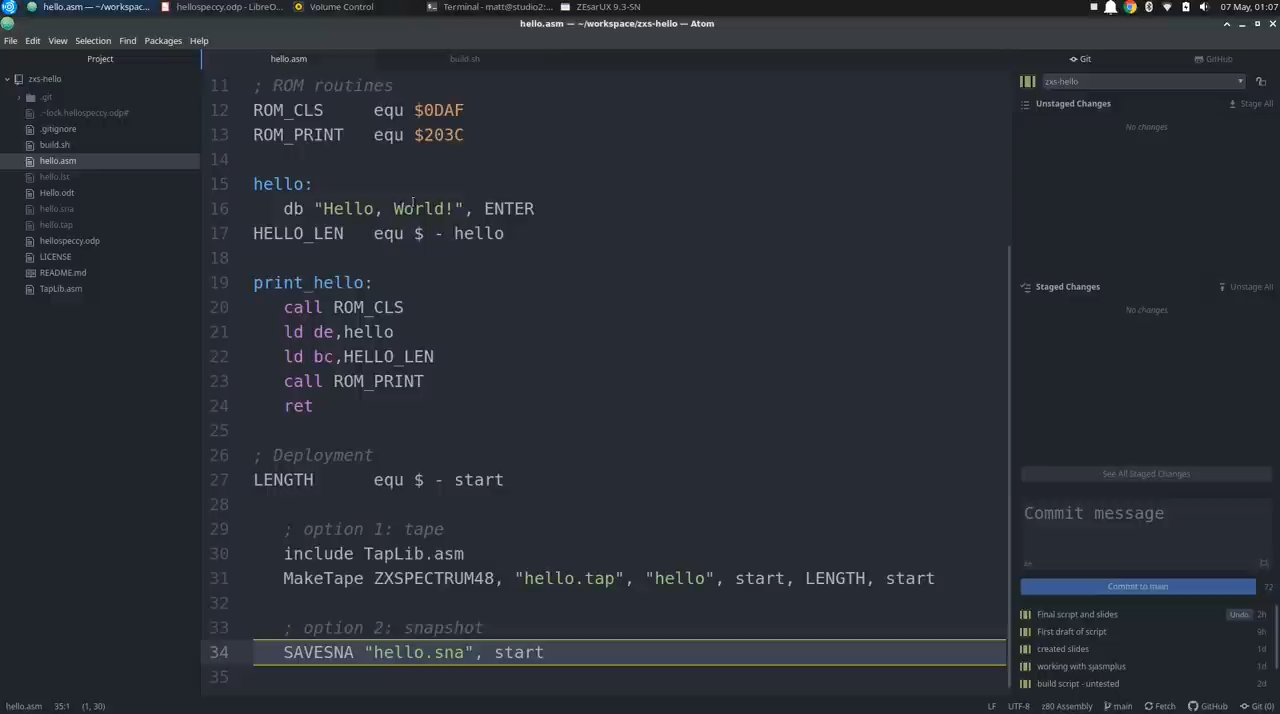 hello.asm — ~/workspac...
hellospeccy.odp - LibreO...
Volume Control
Terminal - matt@studio2:...
ZEsarUX 9.3-SN
07 May, 01:07
hello.asm — ~/workspace/zxs-hello — Atom
File Edit View Selection Find Packages Help
Project
hello.asm
build.sh
Git
GitHub
zxs-hello
.git
.~lock.hellospeccy.odp#
.gitignore
build.sh
hello.asm
hello.lst
Hello.odt
hello.sna
hello.tap
hellospeccy.odp
LICENSE
README.md
TapLib.asm
11 ; ROM routines
12 ROM_CLS equ $0DAF
13 ROM_PRINT equ $203C
14
15 hello:
16 db "Hello, World!", ENTER
17 HELLO_LEN equ $ - hello
18
19 print_hello:
20 call ROM_CLS
21 ld de,hello
22 ld bc,HELLO_LEN
23 call ROM_PRINT
24 ret
25
26 ; Deployment
27 LENGTH equ $ - start
28
29 ; option 1: tape
30 include TapLib.asm
31 MakeTape ZXSPECTRUM48, "hello.tap", "hello", start, LENGTH, start
32
33 ; option 2: snapshot
34 SAVESNA "hello.sna", start
35
zxs-hello
Unstaged Changes
Stage All
No changes
Staged Changes
Unstage All
No changes
See All Staged Changes
Commit message
Commit to main
72
Final script and slides Undo 2h
First draft of script 9h
created slides 1d
working with sjasmplus 1d
build script - untested 2d
hello.asm 35:1 (1, 30)
LF UTF-8 z80 Assembly main Fetch GitHub Git (0)